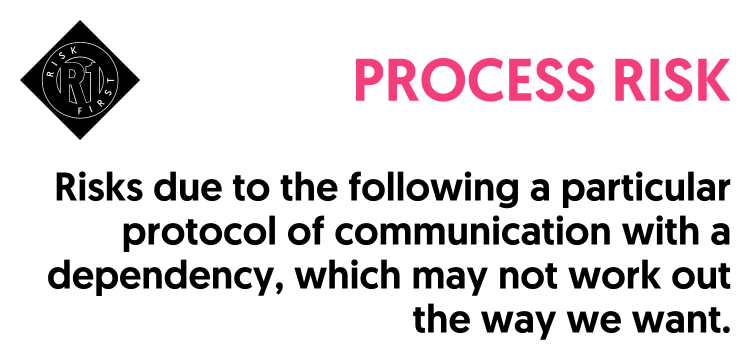 RISK
R1
FIRST
PROCESS RISK
Risks due to the following a particular
protocol of communication with a
dependency, which may not work out
the way we want.